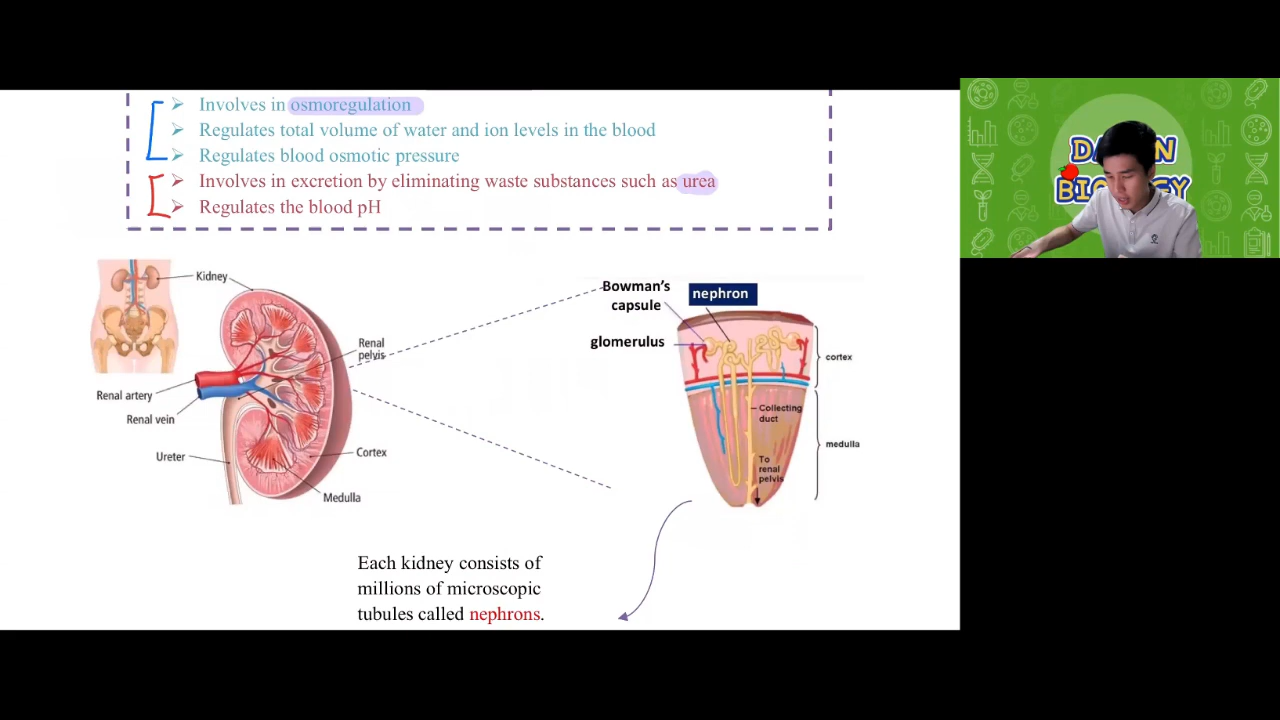 Involves in osmoregulation
Regulates total volume of water and ion levels in the blood
Regulates blood osmotic pressure
Involves in excretion by eliminating waste substances such as urea
Regulates the blood pH
Kidney
Renal
pelvis
Renal artery
Renal vein
Ureter
Cortex
Medulla
Bowman's
capsule
nephron
glomerulus
cortex
Collecting
duct
medulla
To
renal
pelvis
Each kidney consists of
millions of microscopic
tubules called nephrons.